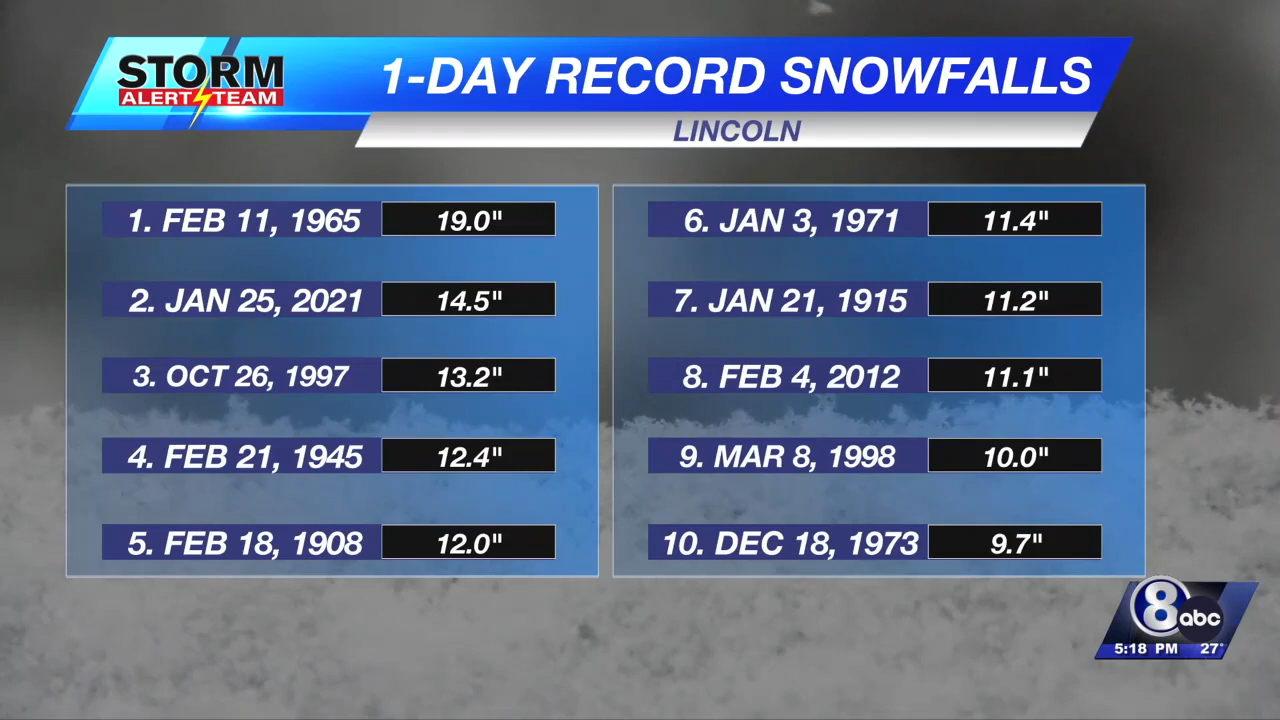 STORM
ALERT TEAM
1-DAY RECORD SNOWFALLS
LINCOLN
1. FEB 11, 1965 19.0"
2. JAN 25, 2021 14.5"
3. OCT 26, 1997 13.2"
4. FEB 21, 1945 12.4"
5. FEB 18, 1908 12.0"
6. JAN 3, 1971 11.4"
7. JAN 21, 1915 11.2"
8. FEB 4, 2012 11.1"
9. MAR 8, 1998 10.0"
10. DEC 18, 1973 9.7"
8 abc
5:18 PM 27°